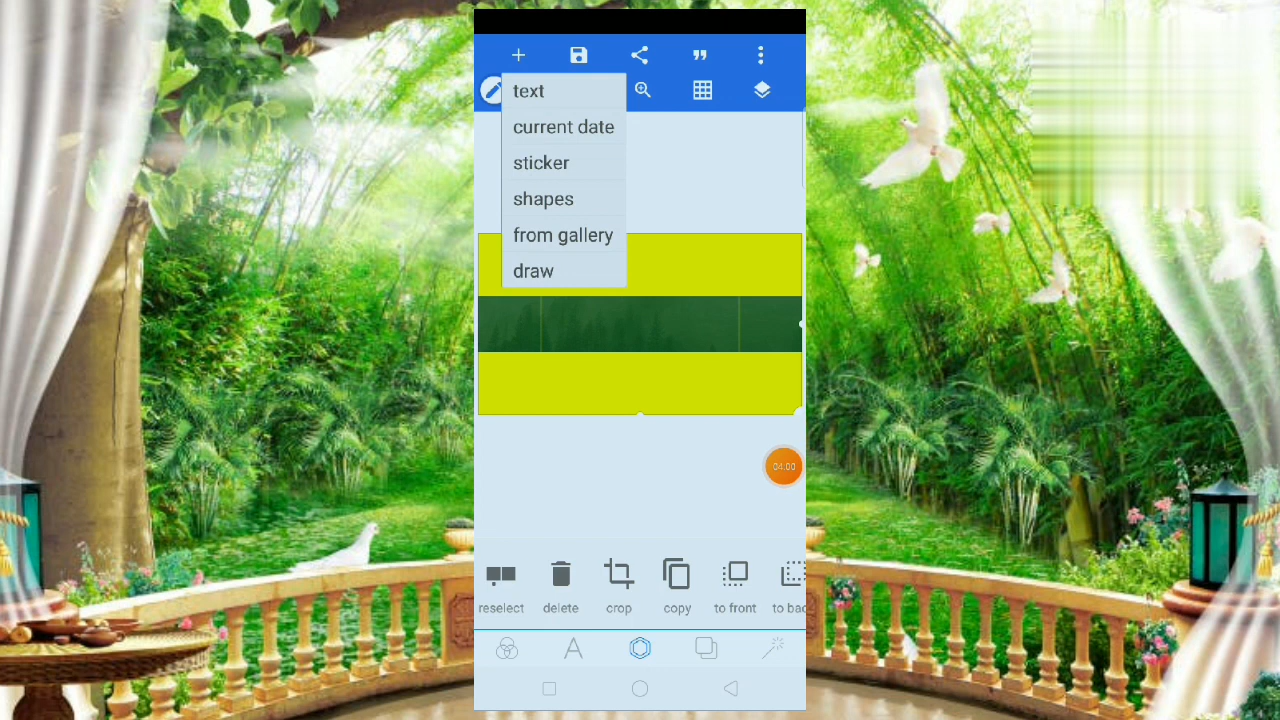 text
current date
sticker
shapes
from gallery
draw
04:00
reselect
delete
crop
copy
to front
to bac